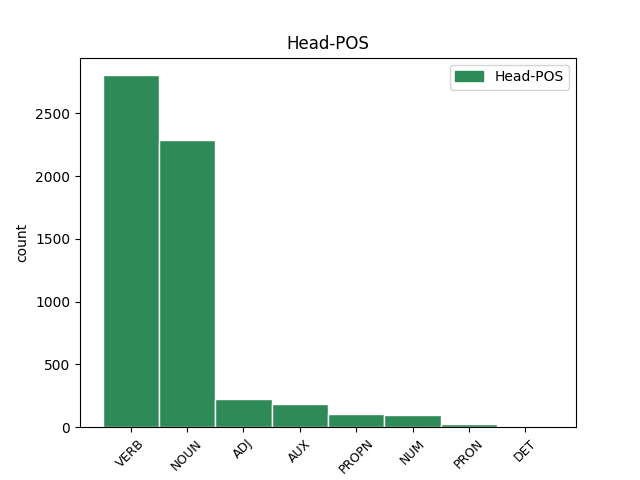 Head-POS
Head-POS
count
2500
2000
1500
1000
500
0
VERB
NOUN
ADJ
AUX
PROPN
NUM
PRON
DET